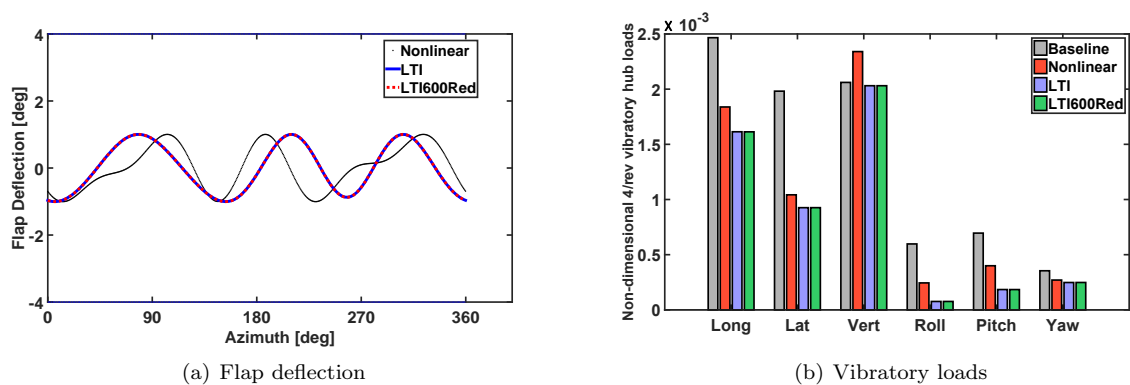 Flap Deflection [deg]
4
2
0
-2
-4
0 90 180 270 360
Azimuth [deg]
Nonlinear
LTI
LTI600Red
(a) Flap deflection
Non-dimensional 4/rev vibratory hub loads
× 10⁻³
2.5
2
1.5
1
0.5
0
Long Lat Vert Roll Pitch Yaw
Baseline
Nonlinear
LTI
LTI600Red
(b) Vibratory loads